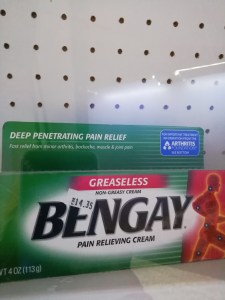 DEEP PENETRATING PAIN RELIEF
Fast relief from minor arthritis, backache, muscle & joint pain
ARTHRITIS
GREASELESS
NON-GREASY CREAM
14.35
BENGAY
PAIN RELIEVING CREAM
WT 4 OZ (113g)